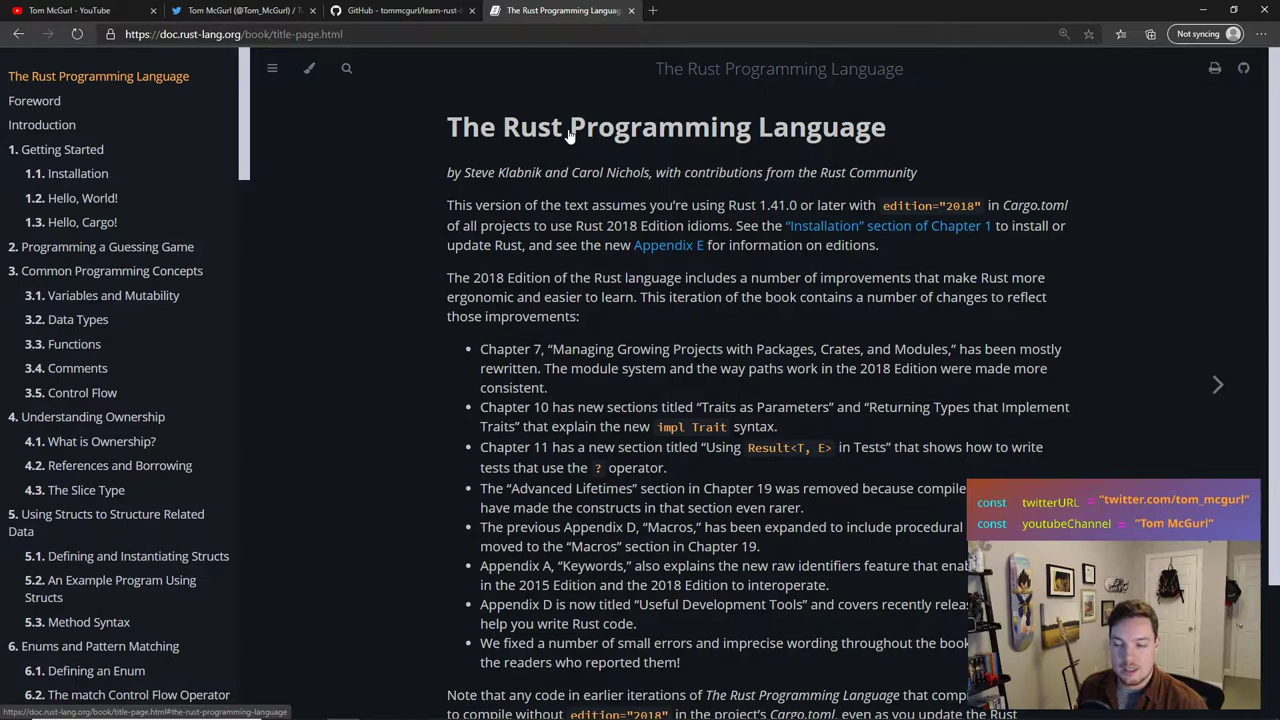 Tom McGurl - YouTube
Tom McGurl (@Tom_McGurl) / T
GitHub - tommcgurl/learn-rust
The Rust Programming Languag
https://doc.rust-lang.org/book/title-page.html
Not syncing
The Rust Programming Language
Foreword
Introduction
1. Getting Started
1.1. Installation
1.2. Hello, World!
1.3. Hello, Cargo!
2. Programming a Guessing Game
3. Common Programming Concepts
3.1. Variables and Mutability
3.2. Data Types
3.3. Functions
3.4. Comments
3.5. Control Flow
4. Understanding Ownership
4.1. What is Ownership?
4.2. References and Borrowing
4.3. The Slice Type
5. Using Structs to Structure Related
Data
5.1. Defining and Instantiating Structs
5.2. An Example Program Using
Structs
5.3. Method Syntax
6. Enums and Pattern Matching
6.1. Defining an Enum
6.2. The match Control Flow Operator
https://doc.rust-lang.org/book/title-page.html#the-rust-programming-language
The Rust Programming Language
The Rust Programming Language
by Steve Klabnik and Carol Nichols, with contributions from the Rust Community
This version of the text assumes you’re using Rust 1.41.0 or later with edition="2018" in Cargo.toml
of all projects to use Rust 2018 Edition idioms. See the “Installation” section of Chapter 1 to install or
update Rust, and see the new Appendix E for information on editions.
The 2018 Edition of the Rust language includes a number of improvements that make Rust more
ergonomic and easier to learn. This iteration of the book contains a number of changes to reflect
those improvements:
• Chapter 7, “Managing Growing Projects with Packages, Crates, and Modules,” has been mostly
rewritten. The module system and the way paths work in the 2018 Edition were made more
consistent.
• Chapter 10 has new sections titled “Traits as Parameters” and “Returning Types that Implement
Traits” that explain the new impl Trait syntax.
• Chapter 11 has a new section titled “Using Result<T, E> in Tests” that shows how to write
tests that use the ? operator.
• The “Advanced Lifetimes” section in Chapter 19 was removed because compile
have made the constructs in that section even rarer.
• The previous Appendix D, “Macros,” has been expanded to include procedural
moved to the “Macros” section in Chapter 19.
• Appendix A, “Keywords,” also explains the new raw identifiers feature that enab
in the 2015 Edition and the 2018 Edition to interoperate.
• Appendix D is now titled “Useful Development Tools” and covers recently relea
help you write Rust code.
• We fixed a number of small errors and imprecise wording throughout the book
the readers who reported them!
Note that any code in earlier iterations of The Rust Programming Language that comp
to compile without edition="2018" in the project’s Cargo.toml, even as you update the Rust
const twitterURL = "twitter.com/tom_mcgurl"
const youtubeChannel = "Tom McGurl"